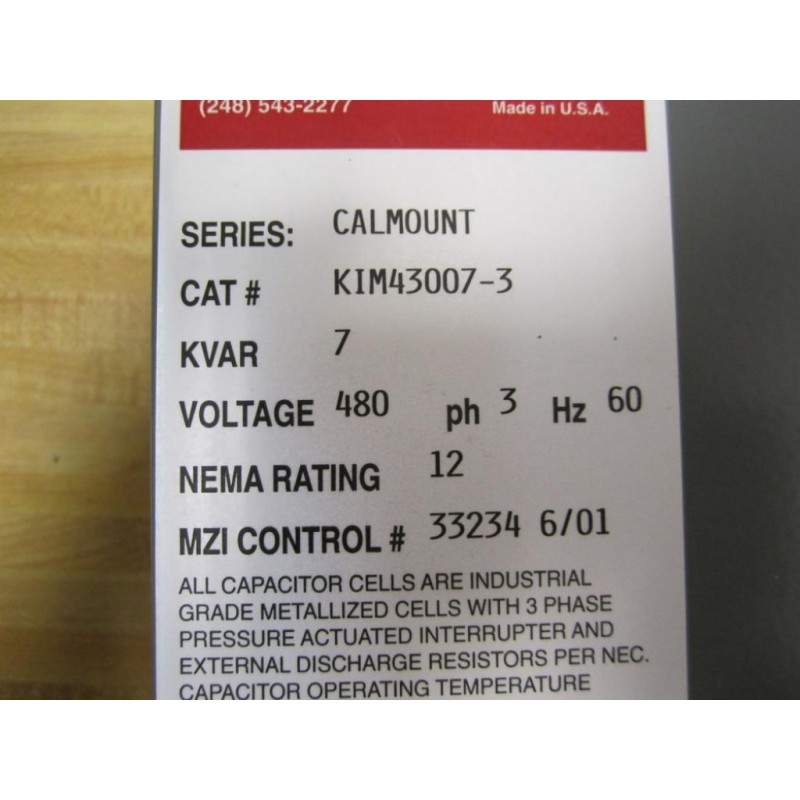 (248) 543-2277 Made in U.S.A.
SERIES: CALMOUNT
CAT # KIM43007-3
KVAR 7
VOLTAGE 480 ph 3 Hz 60
NEMA RATING 12
MZI CONTROL # 33234 6/01
ALL CAPACITOR CELLS ARE INDUSTRIAL
GRADE METALLIZED CELLS WITH 3 PHASE
PRESSURE ACTUATED INTERRUPTER AND
EXTERNAL DISCHARGE RESISTORS PER NEC.
CAPACITOR OPERATING TEMPERATURE